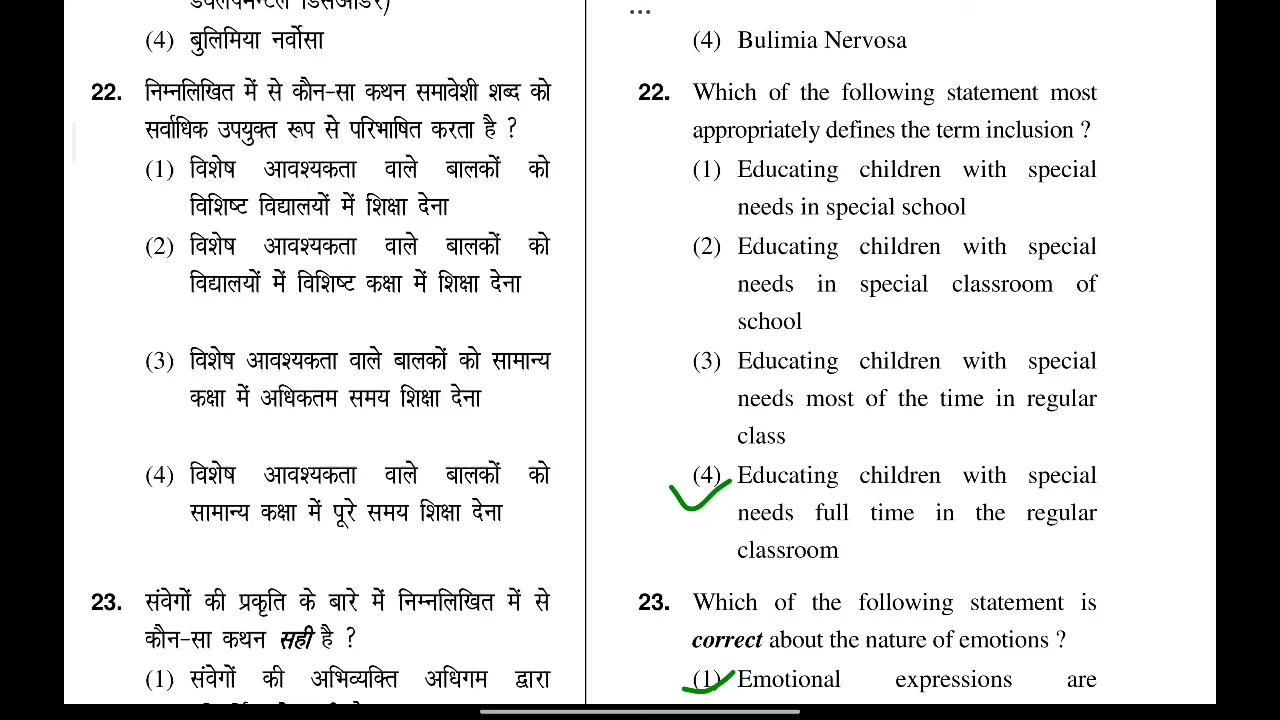 डेवलपमेन्टल डिसऑर्डर)
(4) बुलिमिया नर्वोसा
22. निम्नलिखित में से कौन-सा कथन समावेशी शब्द को
सर्वाधिक उपयुक्त रूप से परिभाषित करता है ?
(1) विशेष आवश्यकता वाले बालकों को
विशिष्ट विद्यालयों में शिक्षा देना
(2) विशेष आवश्यकता वाले बालकों को
विद्यालयों में विशिष्ट कक्षा में शिक्षा देना
(3) विशेष आवश्यकता वाले बालकों को सामान्य
कक्षा में अधिकतम समय शिक्षा देना
(4) विशेष आवश्यकता वाले बालकों को
सामान्य कक्षा में पूरे समय शिक्षा देना
23. संवेगों की प्रकृति के बारे में निम्नलिखित में से
कौन-सा कथन सही है ?
(1) संवेगों की अभिव्यक्ति अधिगम द्वारा
(4) Bulimia Nervosa
22. Which of the following statement most
appropriately defines the term inclusion ?
(1) Educating children with special
needs in special school
(2) Educating children with special
needs in special classroom of
school
(3) Educating children with special
needs most of the time in regular
class
(4) Educating children with special
needs full time in the regular
classroom
23. Which of the following statement is
correct about the nature of emotions ?
(1) Emotional expressions are